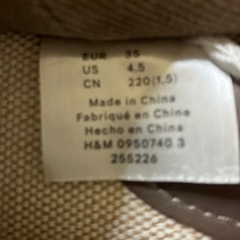 EUR 35
US 4.5
CN 220(1.5)
Made in China
Fabriqué en Chine
Hecho en China
H&M 0950740 3
255226